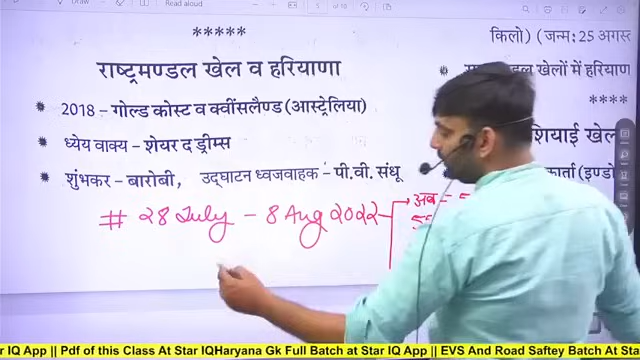 Read aloud
*****
राष्ट्रमण्डल खेल व हरियाणा
2018 – गोल्ड कोस्ट व क्वींसलैण्ड (आस्ट्रेलिया)
ध्येय वाक्य – शेयर द ड्रीम्स
शुंभकर – बारोबी, उद्घाटन ध्वजवाहक – पी.वी. संधू
# 28 July – 8 Aug 2022
अब –
किलो) (जन्म: 25 अगस्त
खेलों में हरियाण
****
शियाई खेल
कार्ता (इण्डो
r IQ App || Pdf of this Class At Star IQHaryana Gk Full Batch at Star IQ App || EVS And Road Saftey Batch At Star I